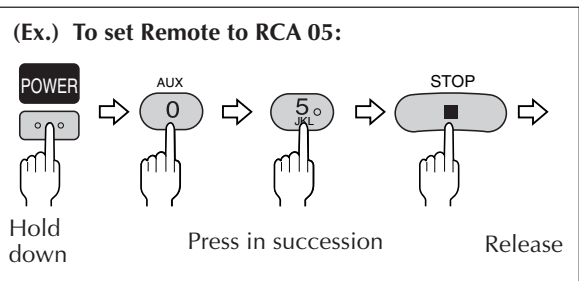 (Ex.) To set Remote to RCA 05:
POWER
AUX
STOP
0
5
JKL
Hold
down
Press in succession
Release